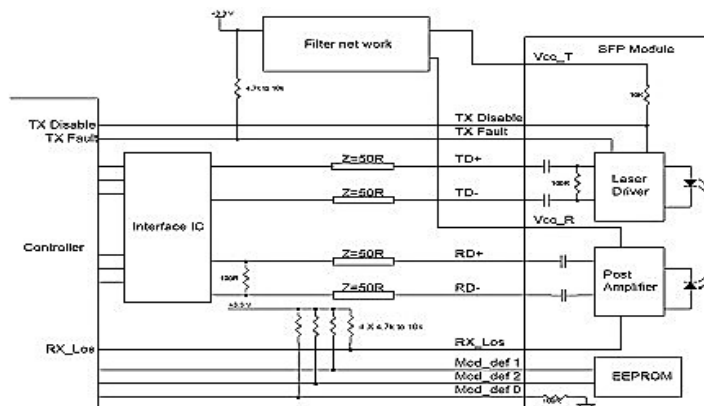 +3.3V
Filter net work
SFP Module
Vcc_T
4.7k to 10k
10K
TX Disable
TX Disable
TX Fault
TX Fault
Z=50R
TD+
100R
Laser Driver
Z=50R
TD-
Interface IC
Vcc_R
Controller
Z=50R
RD+
100R
Post Amplifier
Z=50R
RD-
+3.3V
4 X 4.7k to 10k
RX_Los
RX_Los
Mod_def 1
Mod_def 2
EEPROM
Mod_def 0